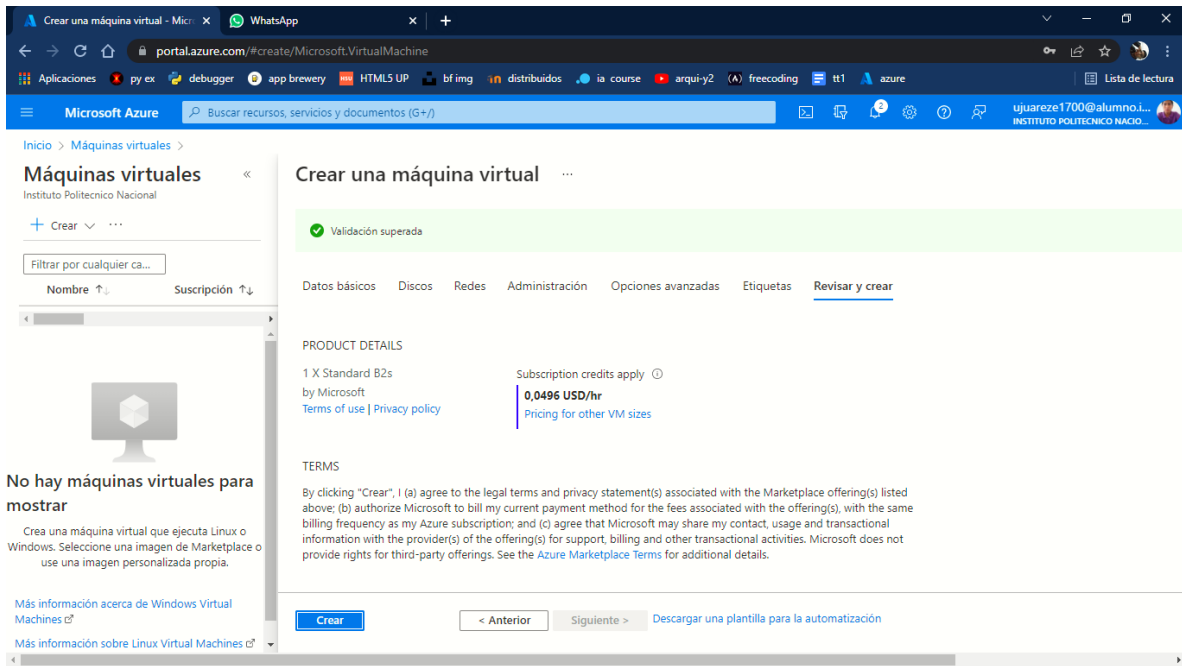 Crear una máquina virtual - Micr
WhatsApp
portal.azure.com/#create/Microsoft.VirtualMachine
Aplicaciones py ex debugger app brewery HTML5 UP bf img distribuidos ia course arqui-y2 freecoding tt1 azure Lista de lectura
Microsoft Azure
Buscar recursos, servicios y documentos (G+/)
2
ujuareze1700@alumno.i...
INSTITUTO POLITECNICO NACIO...
Inicio > Máquinas virtuales >
Máquinas virtuales «
Instituto Politecnico Nacional
+ Crear ...
Filtrar por cualquier ca...
Nombre ↑↓ Suscripción ↑↓
No hay máquinas virtuales para
mostrar
Crea una máquina virtual que ejecuta Linux o
Windows. Seleccione una imagen de Marketplace o
use una imagen personalizada propia.
Más información acerca de Windows Virtual
Machines
Más información sobre Linux Virtual Machines
Crear una máquina virtual ...
Validación superada
Datos básicos Discos Redes Administración Opciones avanzadas Etiquetas Revisar y crear
PRODUCT DETAILS
1 X Standard B2s
by Microsoft
Terms of use | Privacy policy
Subscription credits apply
0,0496 USD/hr
Pricing for other VM sizes
TERMS
By clicking "Crear", I (a) agree to the legal terms and privacy statement(s) associated with the Marketplace offering(s) listed
above; (b) authorize Microsoft to bill my current payment method for the fees associated with the offering(s), with the same
billing frequency as my Azure subscription; and (c) agree that Microsoft may share my contact, usage and transactional
information with the provider(s) of the offering(s) for support, billing and other transactional activities. Microsoft does not
provide rights for third-party offerings. See the Azure Marketplace Terms for additional details.
Crear
< Anterior
Siguiente >
Descargar una plantilla para la automatización